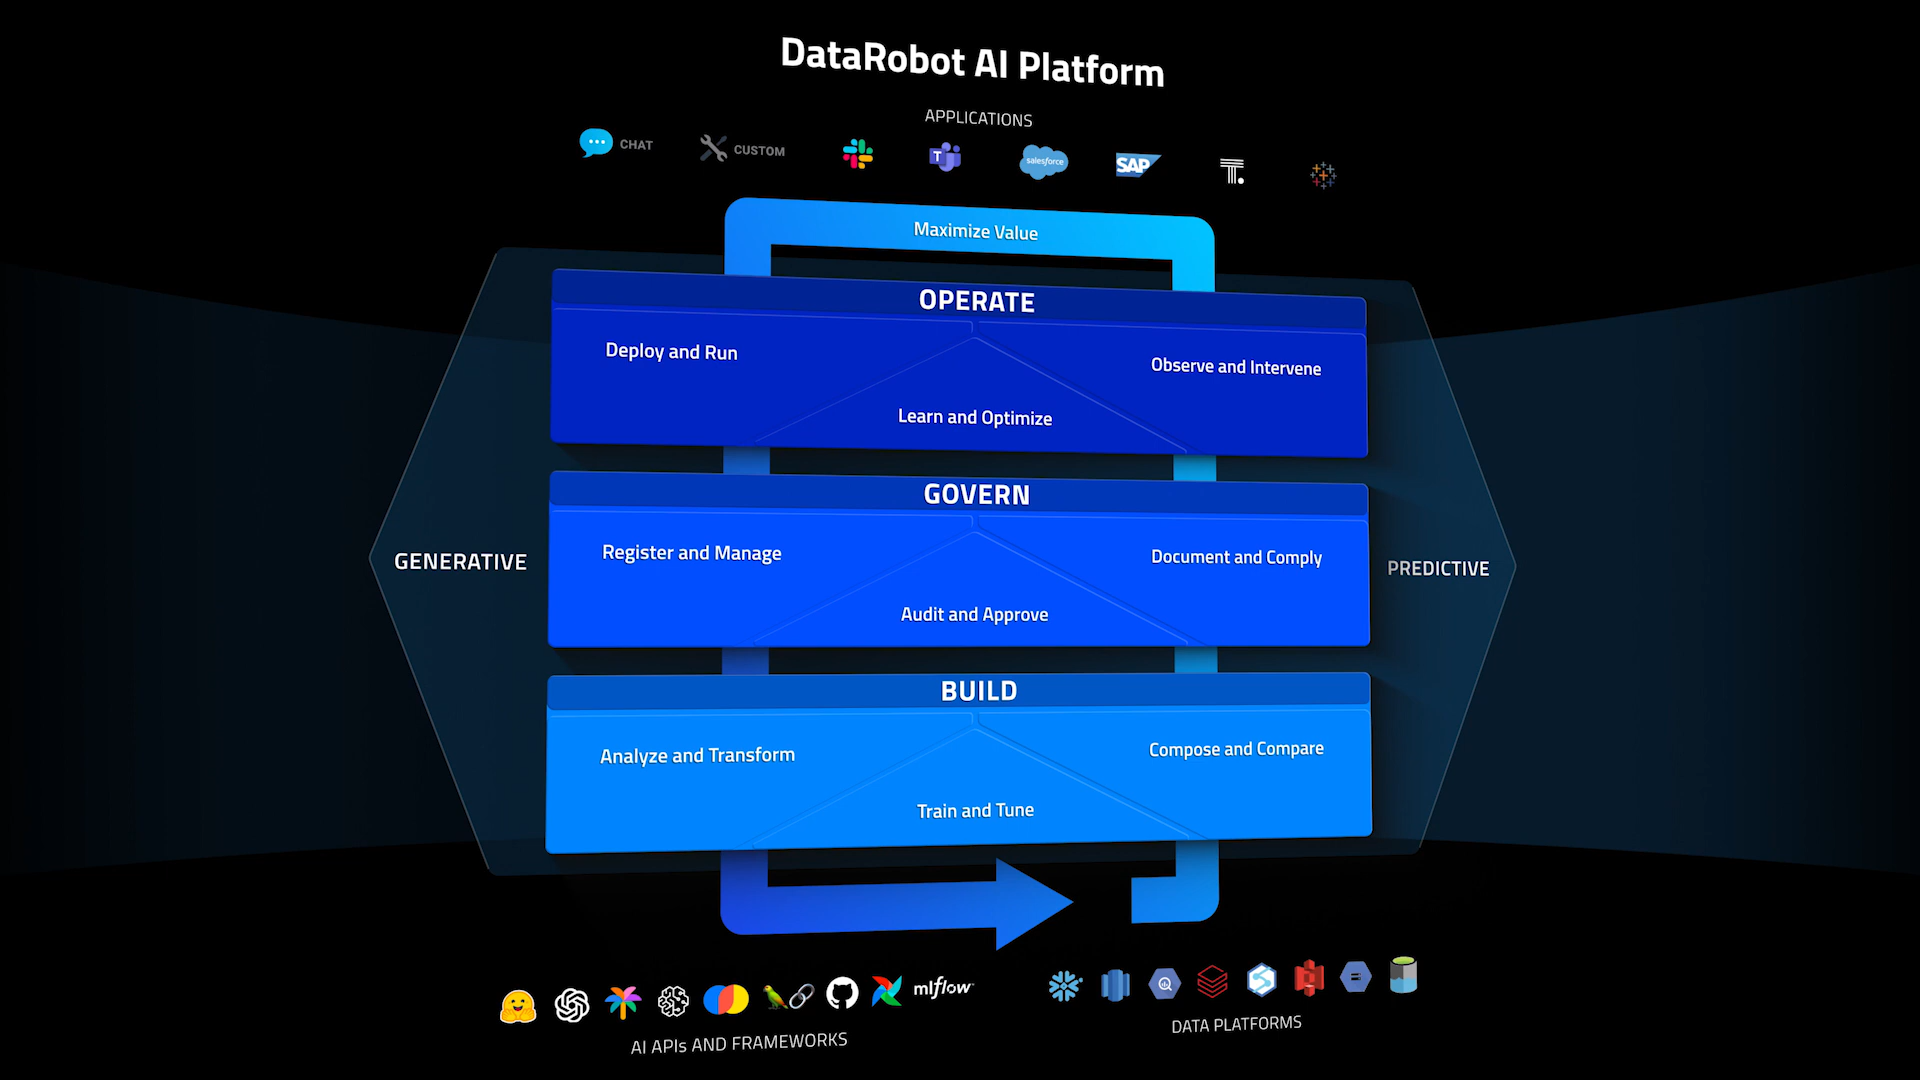 DataRobot AI Platform
APPLICATIONS
CHAT
CUSTOM
T
salesforce
SAP
T.
Maximize Value
OPERATE
Deploy and Run
Observe and Intervene
Learn and Optimize
GOVERN
Register and Manage
Document and Comply
Audit and Approve
GENERATIVE
PREDICTIVE
BUILD
Analyze and Transform
Compose and Compare
Train and Tune
mlflow
AI APIs AND FRAMEWORKS
DATA PLATFORMS